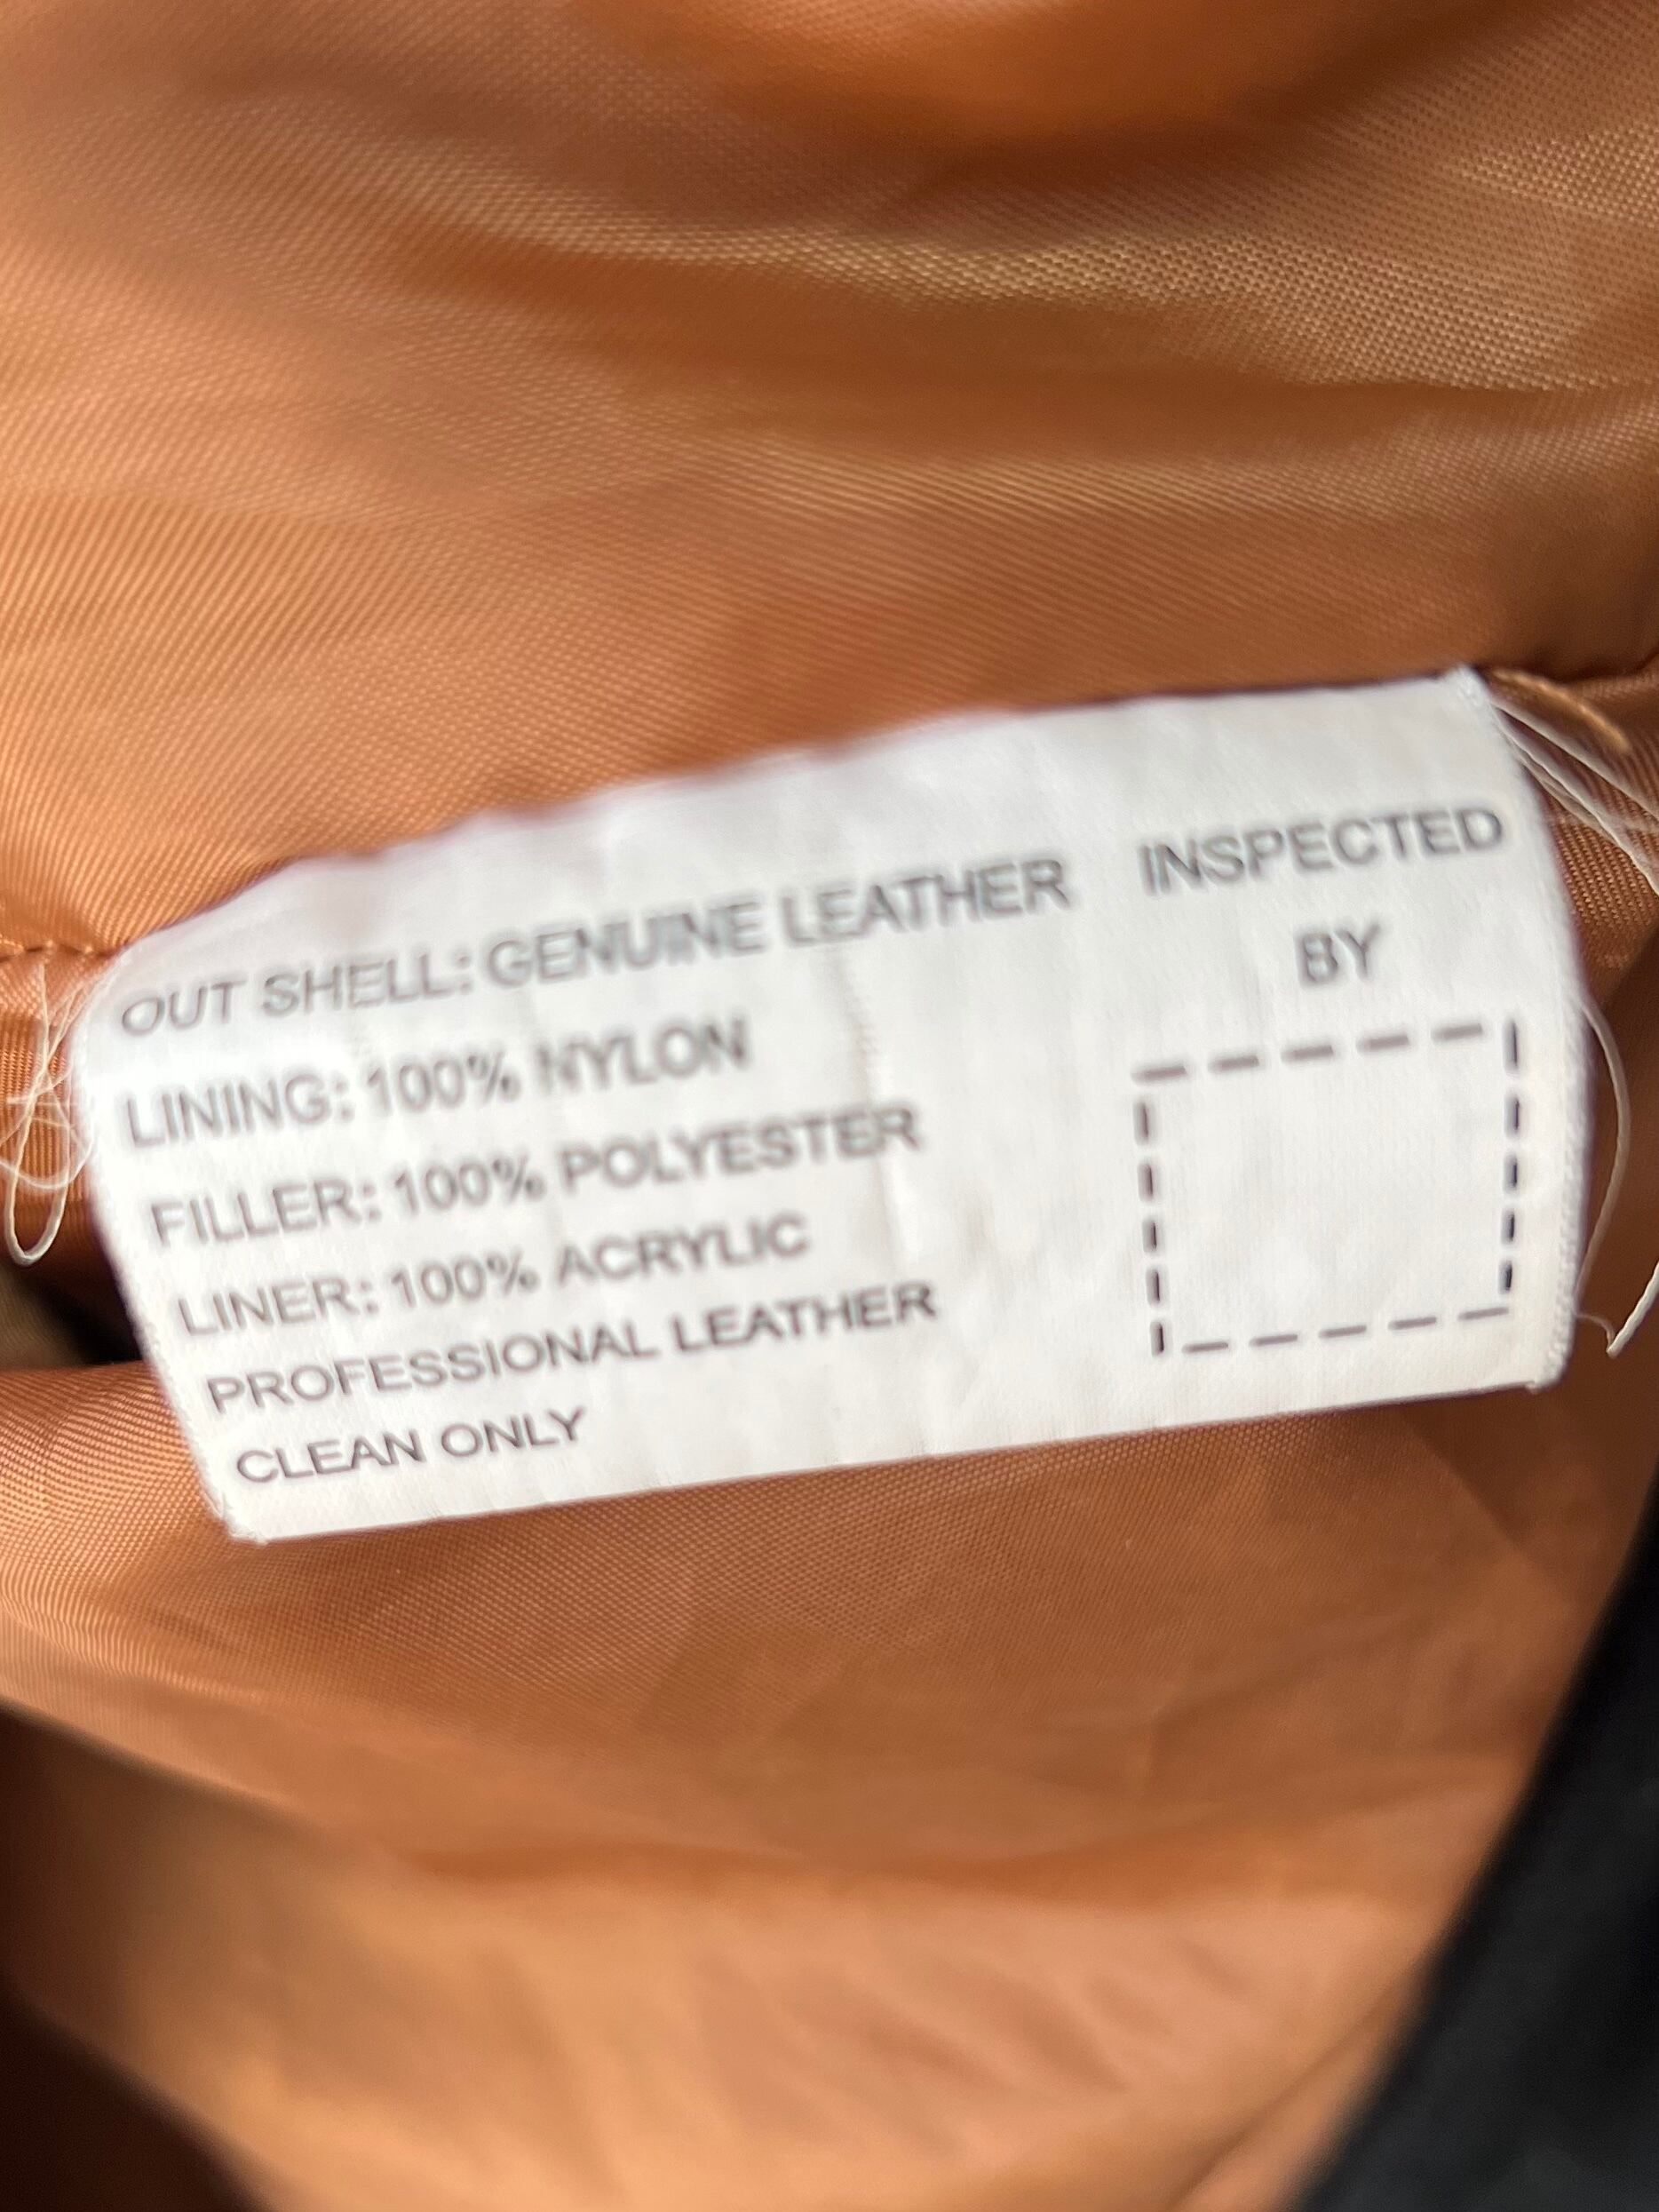 OUT SHELL: GENUINE LEATHER
LINING: 100% NYLON
FILLER: 100% POLYESTER
LINER: 100% ACRYLIC
PROFESSIONAL LEATHER
CLEAN ONLY
INSPECTED
BY